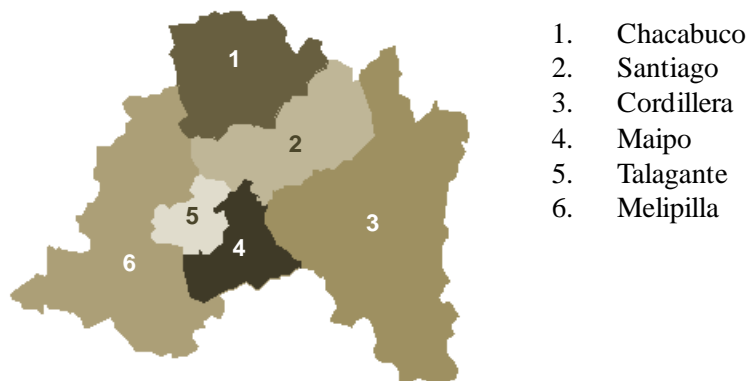 1. Chacabuco
2. Santiago
3. Cordillera
4. Maipo
5. Talagante
6. Melipilla
1
2
3
5
4
6